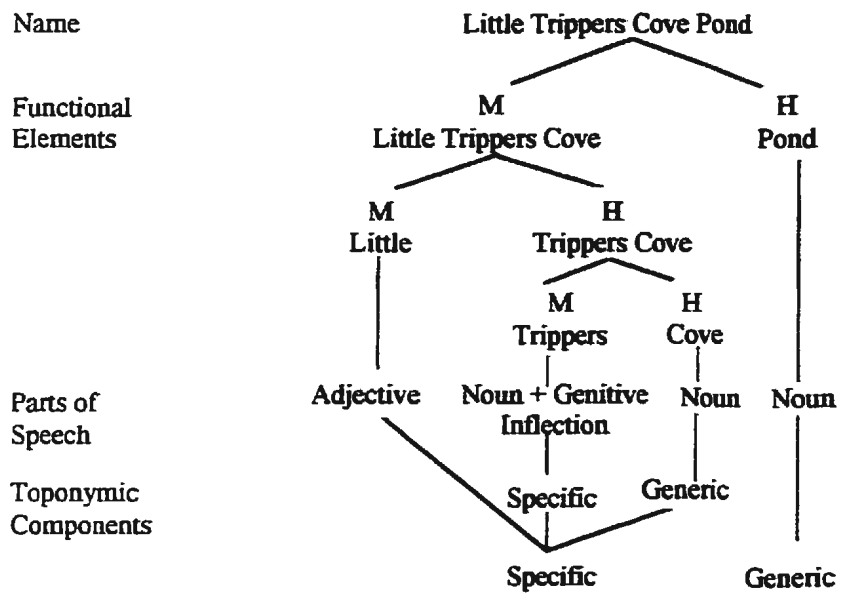 Name
Little Trippers Cove Pond
Functional
Elements
M
H
Little Trippers Cove
Pond
M
H
Little
Trippers Cove
M
H
Trippers
Cove
Parts of
Speech
Adjective
Noun + Genitive
Inflection
Noun
Noun
Toponymic
Components
Specific
Generic
Specific
Generic